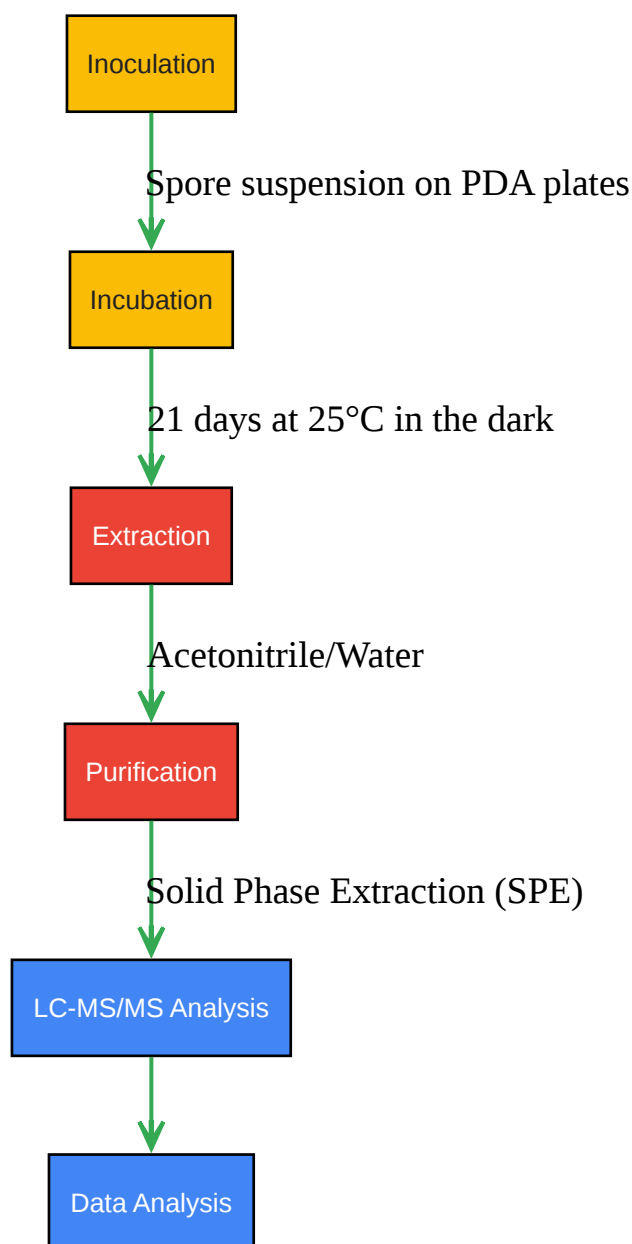 Inoculation
Spore suspension on PDA plates
Incubation
21 days at 25°C in the dark
Extraction
Acetonitrile/Water
Purification
Solid Phase Extraction (SPE)
LC-MS/MS Analysis
Data Analysis